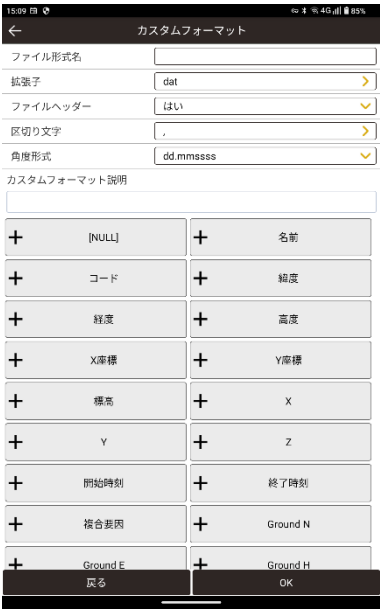 15:09 4G 85%
カスタムフォーマット
ファイル形式名
拡張子 dat
ファイルヘッダー はい
区切り文字 ,
角度形式 dd.mmssss
カスタムフォーマット説明
[NULL] 名前
コード 緯度
経度 高度
X座標 Y座標
標高 X
Y Z
開始時刻 終了時刻
複合要因 Ground N
Ground E Ground H
戻る OK